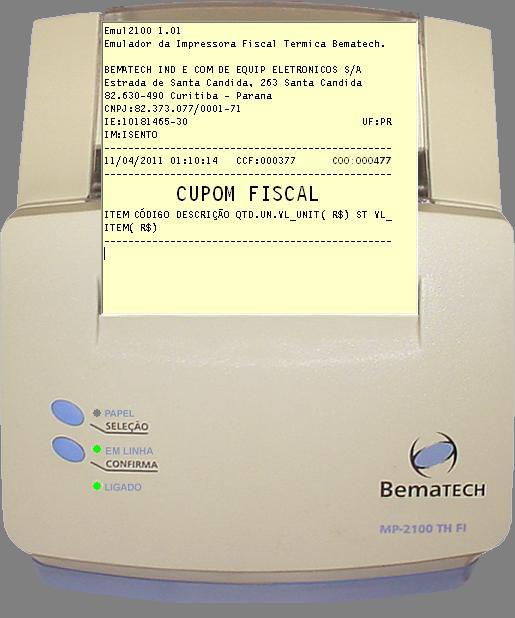 Emul2100 1.01
Emulador da Impressora Fiscal Termica Bematech.
BEMATECH IND E COM DE EQUIP ELETRONICOS S/A
Estrada de Santa Candida, 263 Santa Candida
82.630-490 Curitiba - Parana
CNPJ:82.373.077/0001-71
IE:10181465-30 UF:PR
IM:ISENTO
------------------------------------------------
11/04/2011 01:10:14 CCF:000377 COO:000477
------------------------------------------------
CUPOM FISCAL
ITEM CÓDIGO DESCRIÇÃO QTD.UN.VL_UNIT( R$) ST VL_
ITEM( R$)
------------------------------------------------
PAPEL
SELEÇÃO
EM LINHA
CONFIRMA
LIGADO
BEMATECH
MP-2100 TH FI